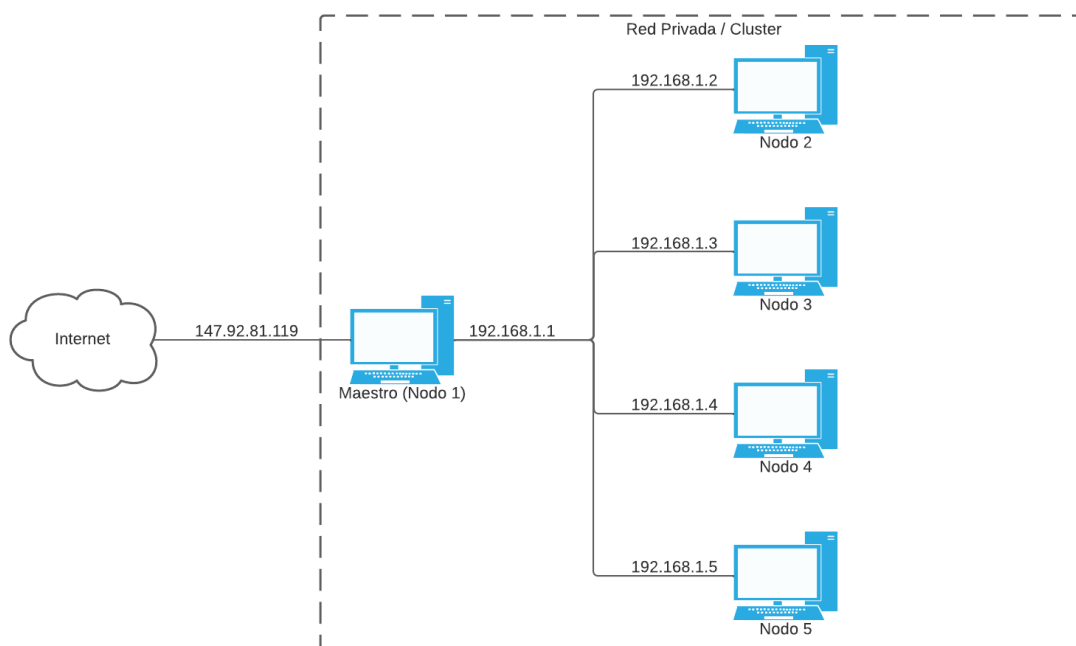 Red Privada / Cluster
192.168.1.2
Nodo 2
192.168.1.3
Nodo 3
Internet
147.92.81.119
192.168.1.1
Maestro (Nodo 1)
192.168.1.4
Nodo 4
192.168.1.5
Nodo 5